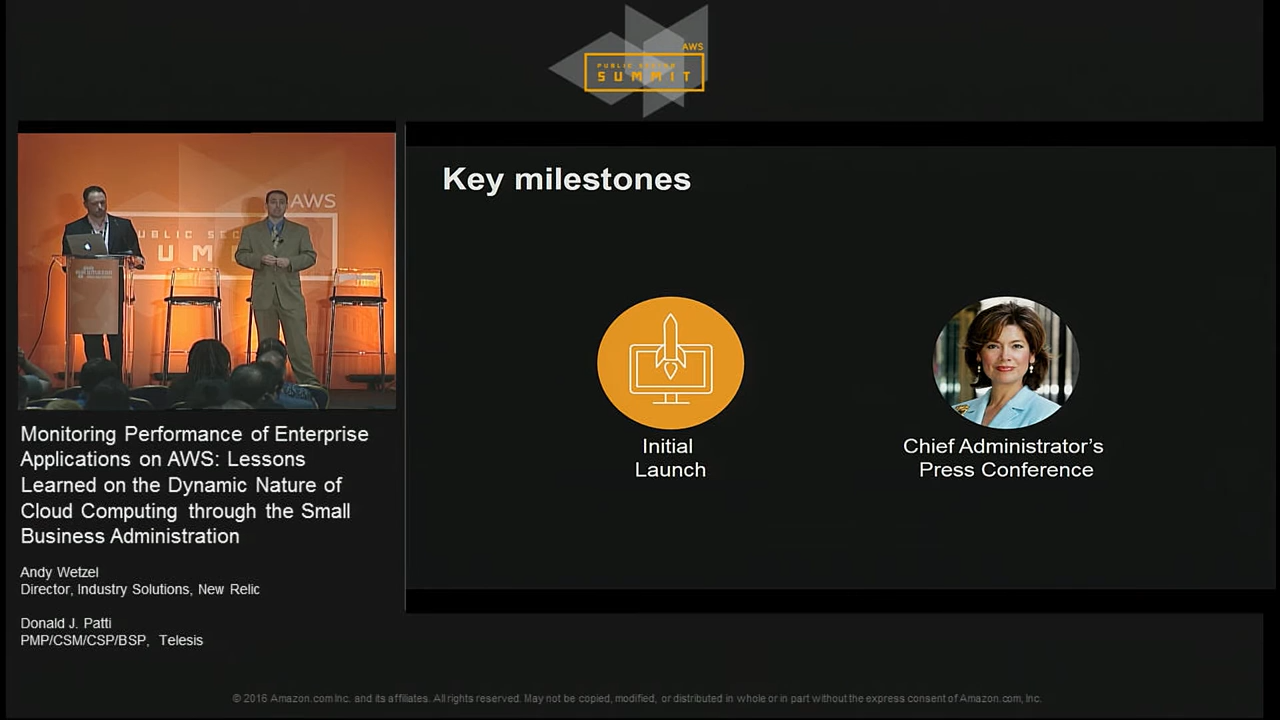 AWS
PUBLIC SECTOR
SUMMIT
Key milestones
AWS
UBLIC SEC
UM
Initial
Launch
Chief Administrator's
Press Conference
Monitoring Performance of Enterprise
Applications on AWS: Lessons
Learned on the Dynamic Nature of
Cloud Computing through the Small
Business Administration
Andy Wetzel
Director, Industry Solutions, New Relic
Donald J. Patti
PMP/CSM/CSP/BSP, Telesis
© 2016 Amazon.com Inc. and its affiliates. All rights reserved. May not be copied, modified, or distributed in whole or in part without the express consent of Amazon.com, Inc.